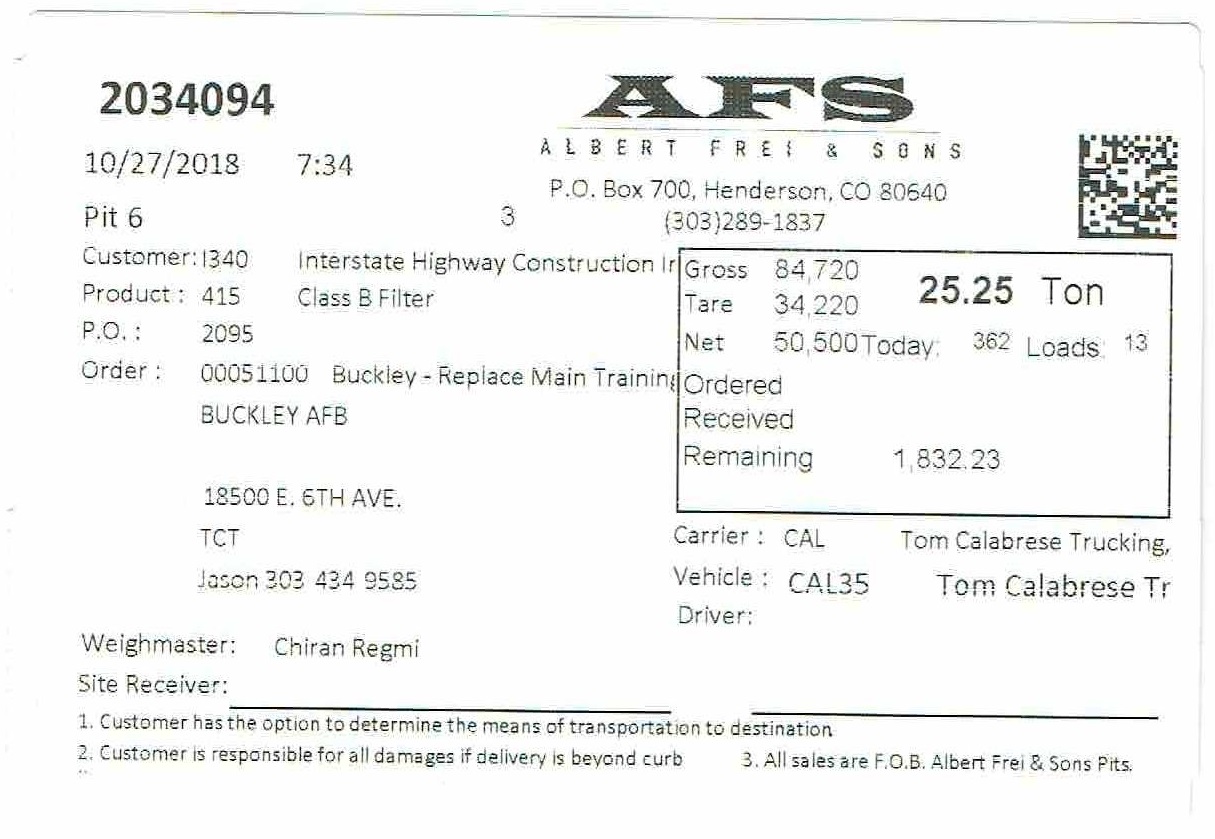 2034094
AFS
ALBERT FREI & SONS
10/27/2018 7:34
P.O. Box 700, Henderson, CO 80640
Pit 6 3 (303)289-1837
Customer: I340 Interstate Highway Construction Ir
Product : 415 Class B Filter
P.O. : 2095
Order : 00051100 Buckley - Replace Main Training
BUCKLEY AFB
18500 E. 6TH AVE.
TCT
Jason 303 434 9585
Gross 84,720 25.25 Ton
Tare 34,220
Net 50,500 Today: 362 Loads: 13
Ordered
Received
Remaining 1,832.23
Carrier : CAL Tom Calabrese Trucking,
Vehicle : CAL35 Tom Calabrese Tr
Driver:
Weighmaster: Chiran Regmi
Site Receiver:
1. Customer has the option to determine the means of transportation to destination
2. Customer is responsible for all damages if delivery is beyond curb 3. All sales are F.O.B. Albert Frei & Sons Pits.